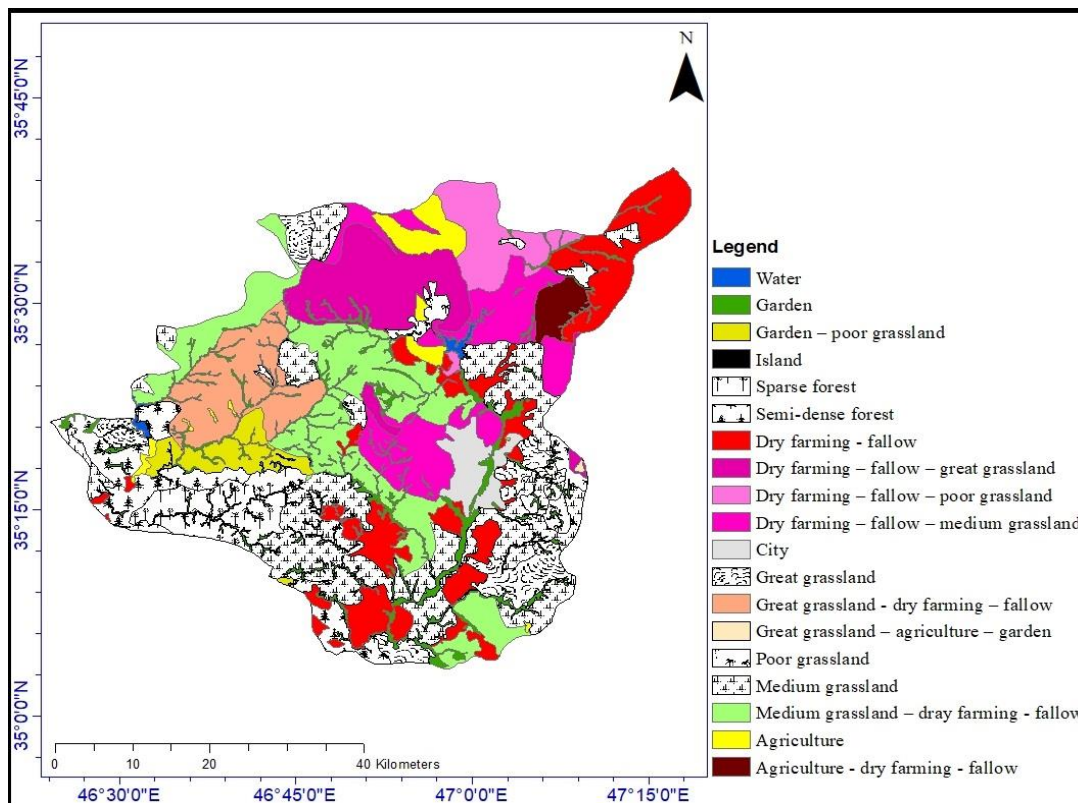 N
35°45'0"N
35°30'0"N
35°15'0"N
35°0'0"N
Legend
Water
Garden
Garden – poor grassland
Island
Sparse forest
Semi-dense forest
Dry farming - fallow
Dry farming – fallow – great grassland
Dry farming – fallow – poor grassland
Dry farming – fallow – medium grassland
City
Great grassland
Great grassland - dry farming – fallow
Great grassland – agriculture – garden
Poor grassland
Medium grassland
Medium grassland – dray farming - fallow
Agriculture
Agriculture - dry farming - fallow
0 10 20 40 Kilometers
46°30'0"E 46°45'0"E 47°0'0"E 47°15'0"E